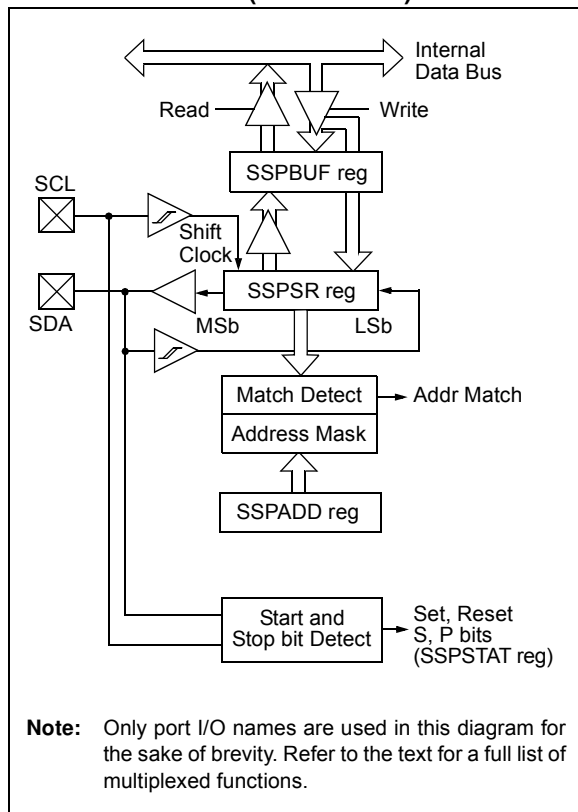 Internal
Data Bus
Read
Write
SSPBUF reg
SCL
Shift
Clock
SSPSR reg
SDA
MSb
LSb
Match Detect
Addr Match
Address Mask
SSPADD reg
Start and
Stop bit Detect
Set, Reset
S, P bits
(SSPSTAT reg)
Note: Only port I/O names are used in this diagram for
the sake of brevity. Refer to the text for a full list of
multiplexed functions.